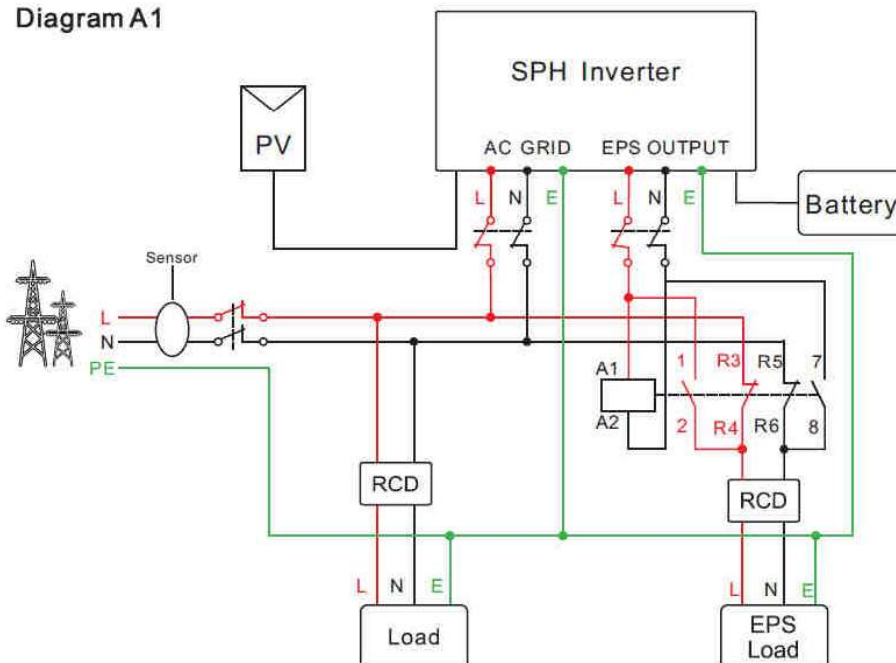 Diagram A1
SPH Inverter
PV
AC GRID EPS OUTPUT
L N E L N E
Battery
Sensor
L
N
PE
A1
A2
1 R3 R5 7
2 R4 R6 8
RCD
RCD
L N E
L N E
Load
EPS
Load